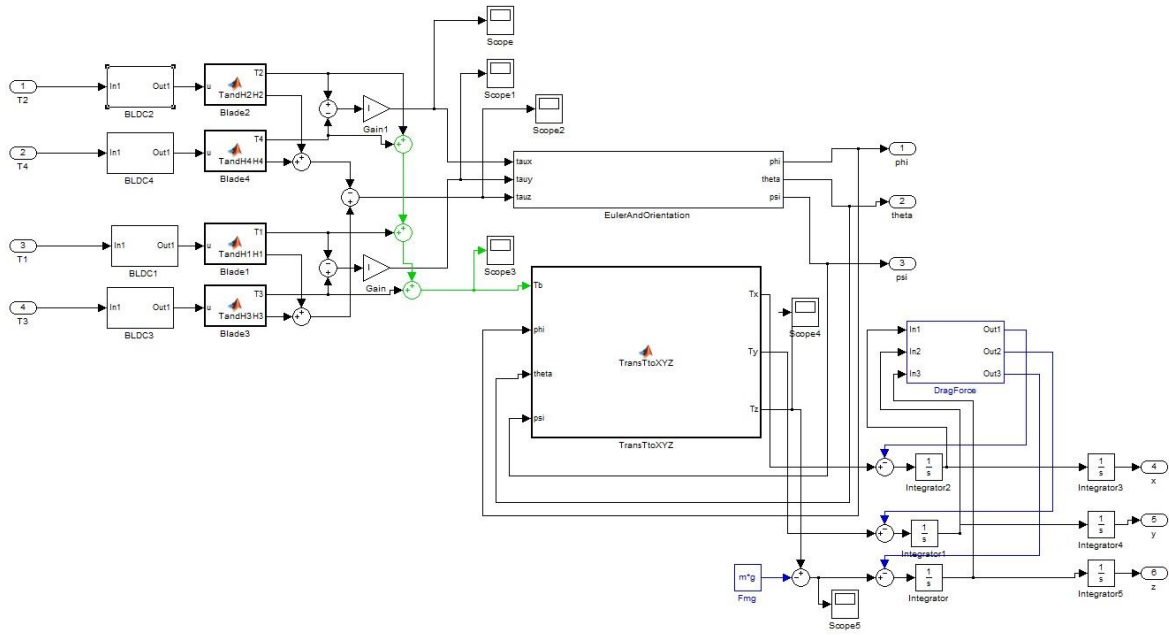 Scope
Scope1
Scope2
1
T2
In1 Out1
BLDC2
u TandH2 T2 H2
Blade2
Gain1
2
T4
In1 Out1
BLDC4
u TandH4 T4 H4
Blade4
taux phi
tauy theta
tauz psi
EulerAndOrientation
1
phi
2
theta
3
psi
3
T1
In1 Out1
BLDC1
u TandH1 T1 H1
Blade1
Gain
Scope3
4
T3
In1 Out1
BLDC3
u TandH3 T3 H3
Blade3
Tb Tx
phi
Ty
TransTtoXYZ
theta
psi Tz
TransTtoXYZ
Scope4
In1 Out1
In2 Out2
In3 Out3
DragForce
1
s
Integrator2
1
s
Integrator3
4
x
1
s
Integrator1
1
s
Integrator4
5
y
m*g
Fmg
Scope5
1
s
Integrator
1
s
Integrator5
6
z